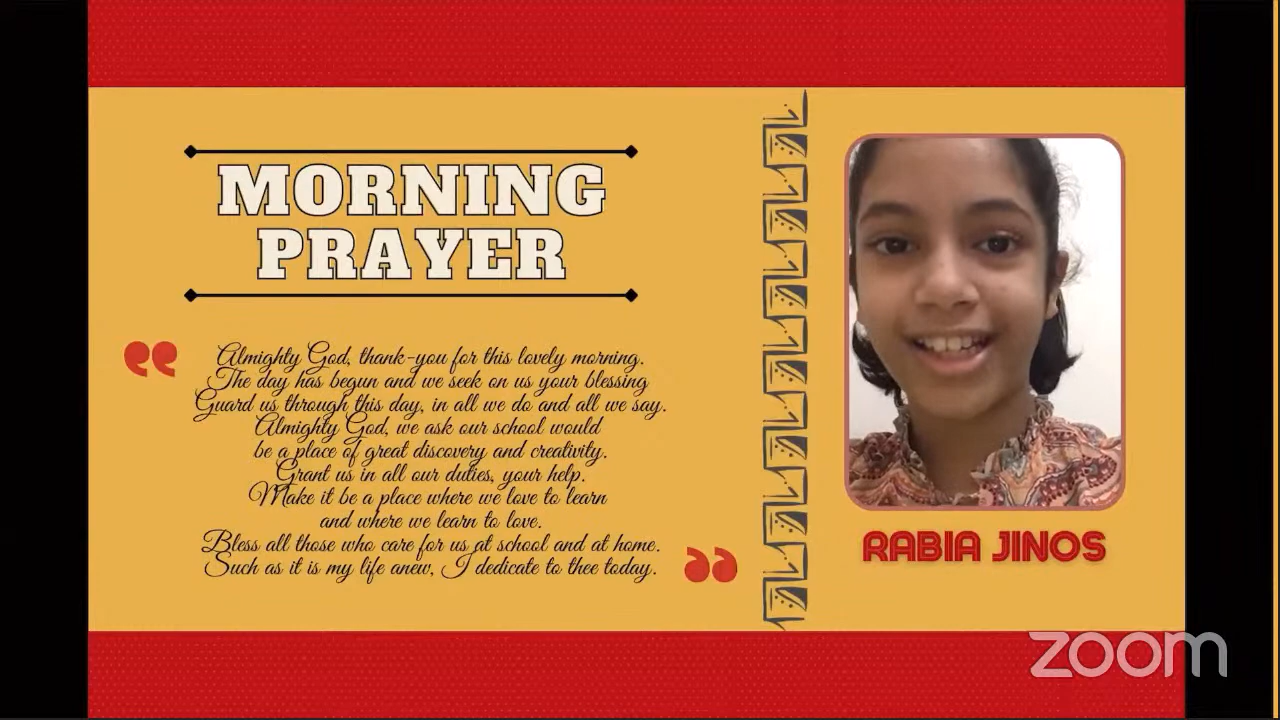 MORNING
PRAYER
Almighty God, thank-you for this lovely morning.
The day has begun and we seek on us your blessing
Guard us through this day, in all we do and all we say.
Almighty God, we ask our school would
be a place of great discovery and creativity.
Grant us in all our duties, your help.
Make it be a place where we love to learn
and where we learn to love.
Bless all those who care for us at school and at home.
Such as it is my life anew, I dedicate to thee today.
RABIA JINOS
zoom